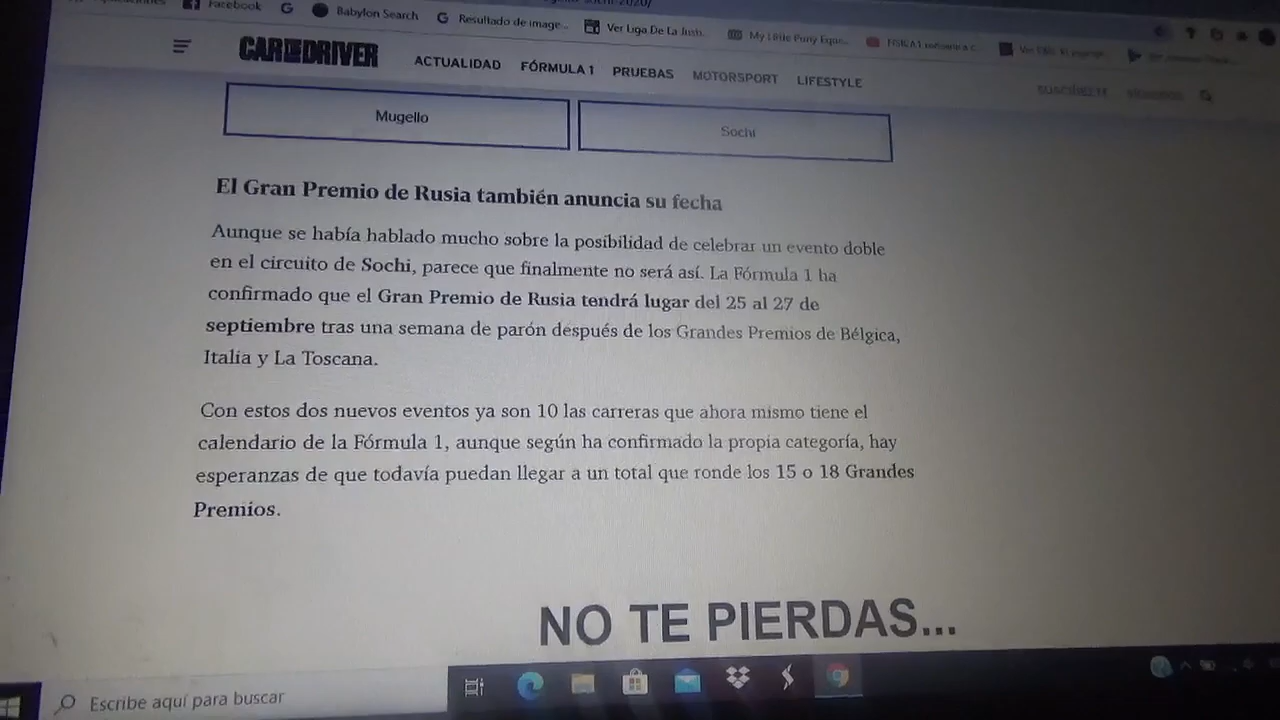 Facebook
Babylon Search
Resultado de image...
Ver Liga De La Justi..
My Little Pony Eque...
CAR AND DRIVER
ACTUALIDAD FÓRMULA 1 PRUEBAS MOTORSPORT LIFESTYLE
SUSCRÍBETE
Mugello
Sochi
El Gran Premio de Rusia también anuncia su fecha
Aunque se había hablado mucho sobre la posibilidad de celebrar un evento doble
en el circuito de Sochi, parece que finalmente no será así. La Fórmula 1 ha
confirmado que el Gran Premio de Rusia tendrá lugar del 25 al 27 de
septiembre tras una semana de parón después de los Grandes Premios de Bélgica,
Italia y La Toscana.
Con estos dos nuevos eventos ya son 10 las carreras que ahora mismo tiene el
calendario de la Fórmula 1, aunque según ha confirmado la propia categoría, hay
esperanzas de que todavía puedan llegar a un total que ronde los 15 o 18 Grandes
Premios.
NO TE PIERDAS...
Escribe aquí para buscar